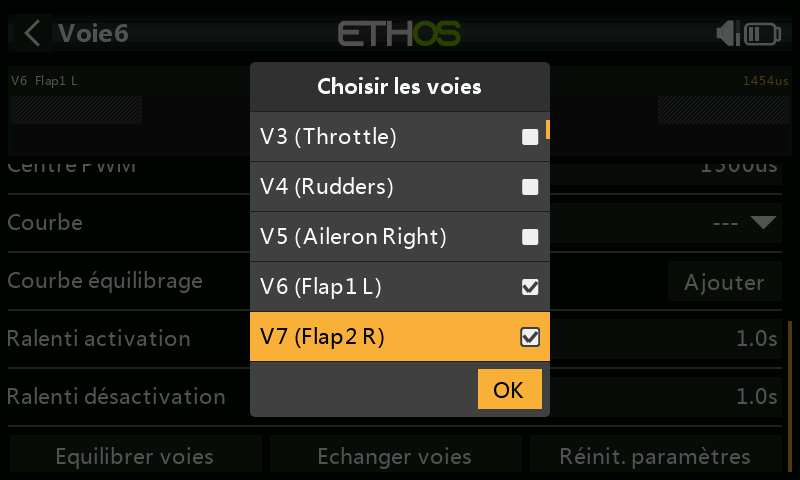 Voie6
ETHOS
V6 Flap1 L
1454us
Choisir les voies
V3 (Throttle)
V4 (Rudders)
V5 (Aileron Right)
V6 (Flap1 L)
V7 (Flap2 R)
OK
Centre PWM
1500us
Courbe
---
Courbe équilibrage
Ajouter
Ralenti activation
1.0s
Ralenti désactivation
1.0s
Equilibrer voies
Echanger voies
Réinit. paramètres